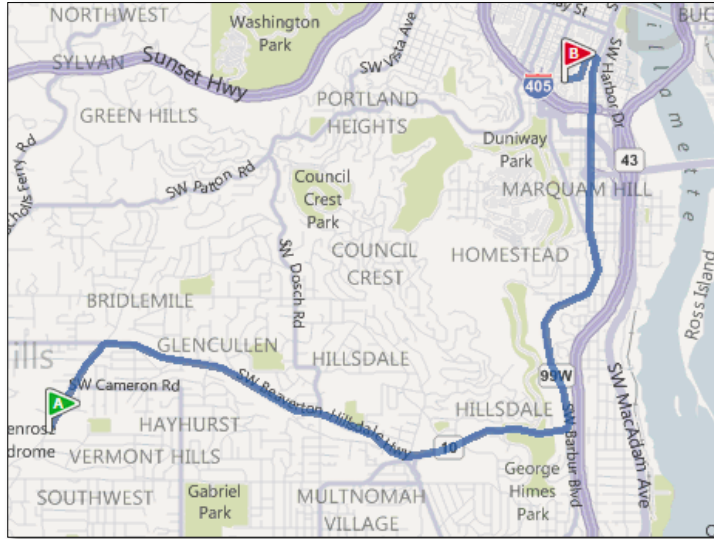 NORTHWEST
Washington
Park
SYLVAN
Sunset Hwy
SW Vista Ave
B
SW Harbor Dr
Willamette
405
GREEN HILLS
PORTLAND
HEIGHTS
Duniway
Park
43
Ferry Rd
SW Patton Rd
Council
Crest
Park
MARQUAM HILL
SW Dosch Rd
COUNCIL
CREST
HOMESTEAD
Ross Island
BRIDLEMILE
GLENCULLEN
HILLSDALE
SW Cameron Rd
SW Beaverton Hillsdale Hwy
99W
A
HAYHURST
HILLSDALE
SW Barbur Blvd
SW MacAdam Ave
10
VERMONT HILLS
SOUTHWEST
Gabriel
Park
MULTNOMAH
VILLAGE
George
Himes
Park